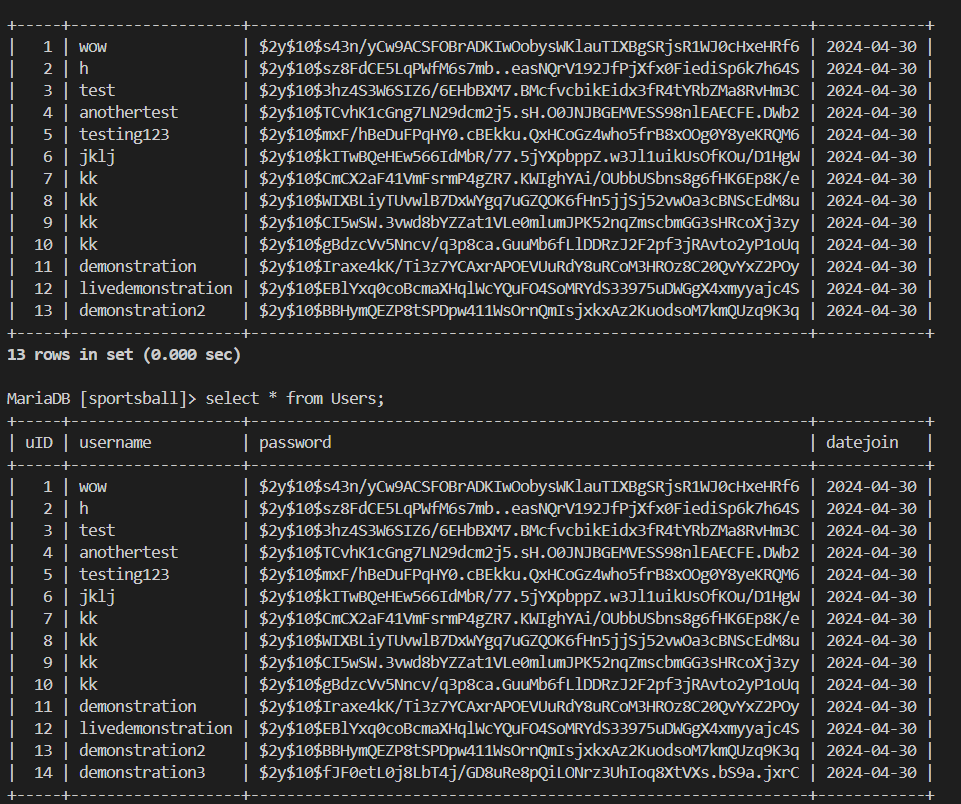 +-----+-------------------+--------------------------------------------------------------+------------+
|   1 | wow               | $2y$10$s43n/yCw9ACSFOBrADKIwOobysWKlauTIXBgSRjsR1WJ0cHxeHRf6 | 2024-04-30 |
|   2 | h                 | $2y$10$sz8FdCE5LqPWfM6s7mb..easNQrV192JfPjXfx0FiediSp6k7h64S | 2024-04-30 |
|   3 | test              | $2y$10$3hz4S3W6SIZ6/6EHbBXM7.BMcfvcbikEidx3fR4tYRbZMa8RvHm3C | 2024-04-30 |
|   4 | anothertest       | $2y$10$TCvhK1cGng7LN29dcm2j5.sH.O0JNJBGEMVESS98nlEAECFE.DWb2 | 2024-04-30 |
|   5 | testing123        | $2y$10$mxF/hBeDuFPqHY0.cBEkku.QxHCoGz4who5frB8xOOg0Y8yeKRQM6 | 2024-04-30 |
|   6 | jklj              | $2y$10$kITwBQeHEw566IdMbR/77.5jYXpbppZ.w3Jl1uikUsOfKOu/D1HgW | 2024-04-30 |
|   7 | kk                | $2y$10$CmCX2aF41VmFsrmP4gZR7.KWIghYAi/OUbbUSbns8g6fHK6Ep8K/e | 2024-04-30 |
|   8 | kk                | $2y$10$WIXBLiyTUvwlB7DxWYgq7uGZQOK6fHn5jjSj52vwOa3cBNScEdM8u | 2024-04-30 |
|   9 | kk                | $2y$10$CI5wSW.3vwd8bYZZat1VLe0mlumJPK52nqZmscbmGG3sHRcoXj3zy | 2024-04-30 |
|  10 | kk                | $2y$10$gBdzcVv5Nncv/q3p8ca.GuuMb6fLlDDRzJ2F2pf3jRAvto2yP1oUq | 2024-04-30 |
|  11 | demonstration     | $2y$10$Iraxe4kK/Ti3z7YCAxrAPOEVUuRdY8uRCoM3HROz8C20QvYxZ2POy | 2024-04-30 |
|  12 | livedemonstration | $2y$10$EBlYxq0coBcmaXHqlWcYQuFO4SoMRYdS33975uDWGgX4xmyyajc4S | 2024-04-30 |
|  13 | demonstration2    | $2y$10$BBHymQEZP8tSPDpw411WsOrnQmIsjxkxAz2KuodsoM7kmQUzq9K3q | 2024-04-30 |
+-----+-------------------+--------------------------------------------------------------+------------+
13 rows in set (0.000 sec)
MariaDB [sportsball]> select * from Users;
+-----+-------------------+--------------------------------------------------------------+------------+
| uID | username          | password                                                     | datejoin   |
+-----+-------------------+--------------------------------------------------------------+------------+
|   1 | wow               | $2y$10$s43n/yCw9ACSFOBrADKIwOobysWKlauTIXBgSRjsR1WJ0cHxeHRf6 | 2024-04-30 |
|   2 | h                 | $2y$10$sz8FdCE5LqPWfM6s7mb..easNQrV192JfPjXfx0FiediSp6k7h64S | 2024-04-30 |
|   3 | test              | $2y$10$3hz4S3W6SIZ6/6EHbBXM7.BMcfvcbikEidx3fR4tYRbZMa8RvHm3C | 2024-04-30 |
|   4 | anothertest       | $2y$10$TCvhK1cGng7LN29dcm2j5.sH.O0JNJBGEMVESS98nlEAECFE.DWb2 | 2024-04-30 |
|   5 | testing123        | $2y$10$mxF/hBeDuFPqHY0.cBEkku.QxHCoGz4who5frB8xOOg0Y8yeKRQM6 | 2024-04-30 |
|   6 | jklj              | $2y$10$kITwBQeHEw566IdMbR/77.5jYXpbppZ.w3Jl1uikUsOfKOu/D1HgW | 2024-04-30 |
|   7 | kk                | $2y$10$CmCX2aF41VmFsrmP4gZR7.KWIghYAi/OUbbUSbns8g6fHK6Ep8K/e | 2024-04-30 |
|   8 | kk                | $2y$10$WIXBLiyTUvwlB7DxWYgq7uGZQOK6fHn5jjSj52vwOa3cBNScEdM8u | 2024-04-30 |
|   9 | kk                | $2y$10$CI5wSW.3vwd8bYZZat1VLe0mlumJPK52nqZmscbmGG3sHRcoXj3zy | 2024-04-30 |
|  10 | kk                | $2y$10$gBdzcVv5Nncv/q3p8ca.GuuMb6fLlDDRzJ2F2pf3jRAvto2yP1oUq | 2024-04-30 |
|  11 | demonstration     | $2y$10$Iraxe4kK/Ti3z7YCAxrAPOEVUuRdY8uRCoM3HROz8C20QvYxZ2POy | 2024-04-30 |
|  12 | livedemonstration | $2y$10$EBlYxq0coBcmaXHqlWcYQuFO4SoMRYdS33975uDWGgX4xmyyajc4S | 2024-04-30 |
|  13 | demonstration2    | $2y$10$BBHymQEZP8tSPDpw411WsOrnQmIsjxkxAz2KuodsoM7kmQUzq9K3q | 2024-04-30 |
|  14 | demonstration3    | $2y$10$fJF0etL0j8LbT4j/GD8uRe8pQiLONrz3UhIoq8XtVXs.bS9a.jxrC | 2024-04-30 |
+-----+-------------------+--------------------------------------------------------------+------------+